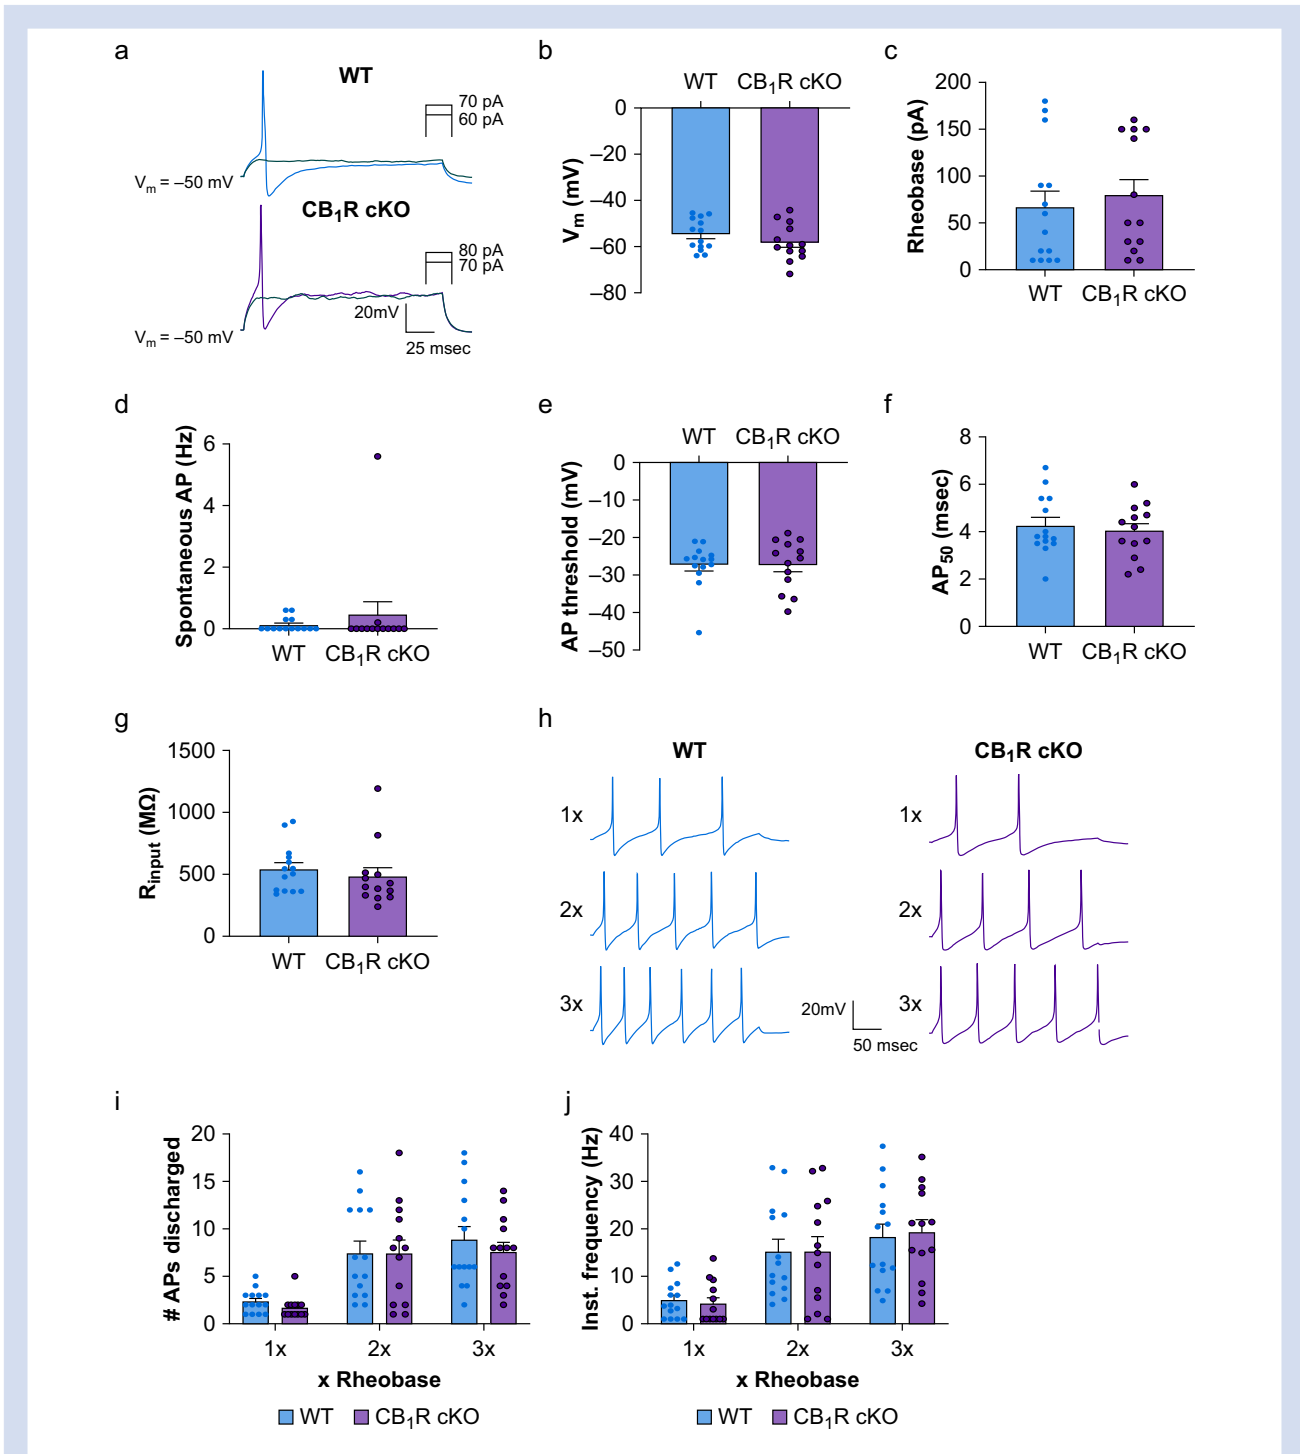 a
WT
70 pA
60 pA
Vm = –50 mV
CB1R cKO
80 pA
70 pA
20mV
25 msec
Vm = –50 mV
b
WT CB1R cKO
0
–20
–40
–60
–80
Vm (mV)
c
200
150
100
50
0
Rheobase (pA)
WT CB1R cKO
d
6
4
2
0
Spontaneous AP (Hz)
WT CB1R cKO
e
WT CB1R cKO
0
–10
–20
–30
–40
–50
AP threshold (mV)
f
8
6
4
2
0
AP50 (msec)
WT CB1R cKO
g
1500
1000
500
0
Rinput (MΩ)
WT CB1R cKO
h
WT CB1R cKO
1x 1x
2x 2x
3x 3x
20mV
50 msec
i
20
15
10
5
0
# APs discharged
1x 2x 3x
x Rheobase
WT CB1R cKO
j
40
30
20
10
0
Inst. frequency (Hz)
1x 2x 3x
x Rheobase
WT CB1R cKO